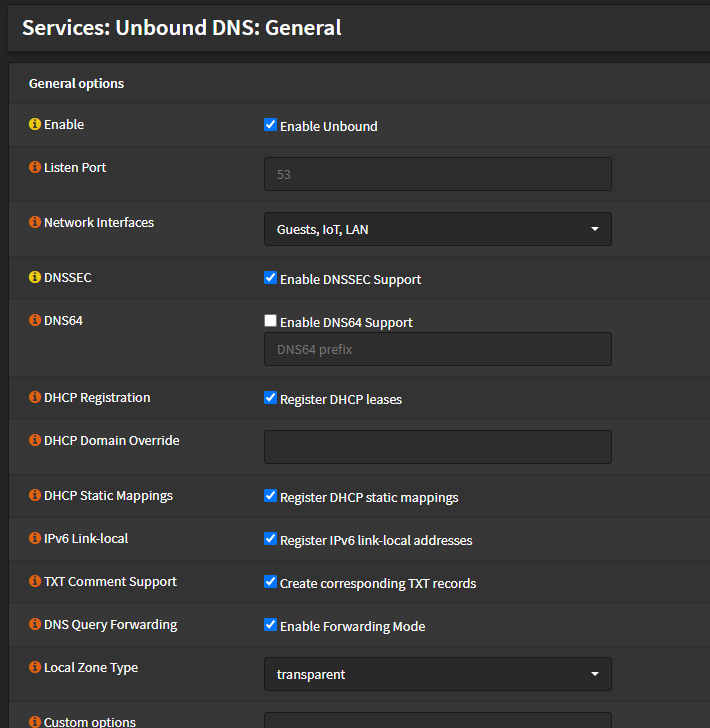 Services: Unbound DNS: General
General options
Enable
Enable Unbound
Listen Port
53
Network Interfaces
Guests, IoT, LAN
DNSSEC
Enable DNSSEC Support
DNS64
Enable DNS64 Support
DNS64 prefix
DHCP Registration
Register DHCP leases
DHCP Domain Override
DHCP Static Mappings
Register DHCP static mappings
IPv6 Link-local
Register IPv6 link-local addresses
TXT Comment Support
Create corresponding TXT records
DNS Query Forwarding
Enable Forwarding Mode
Local Zone Type
transparent
Custom options